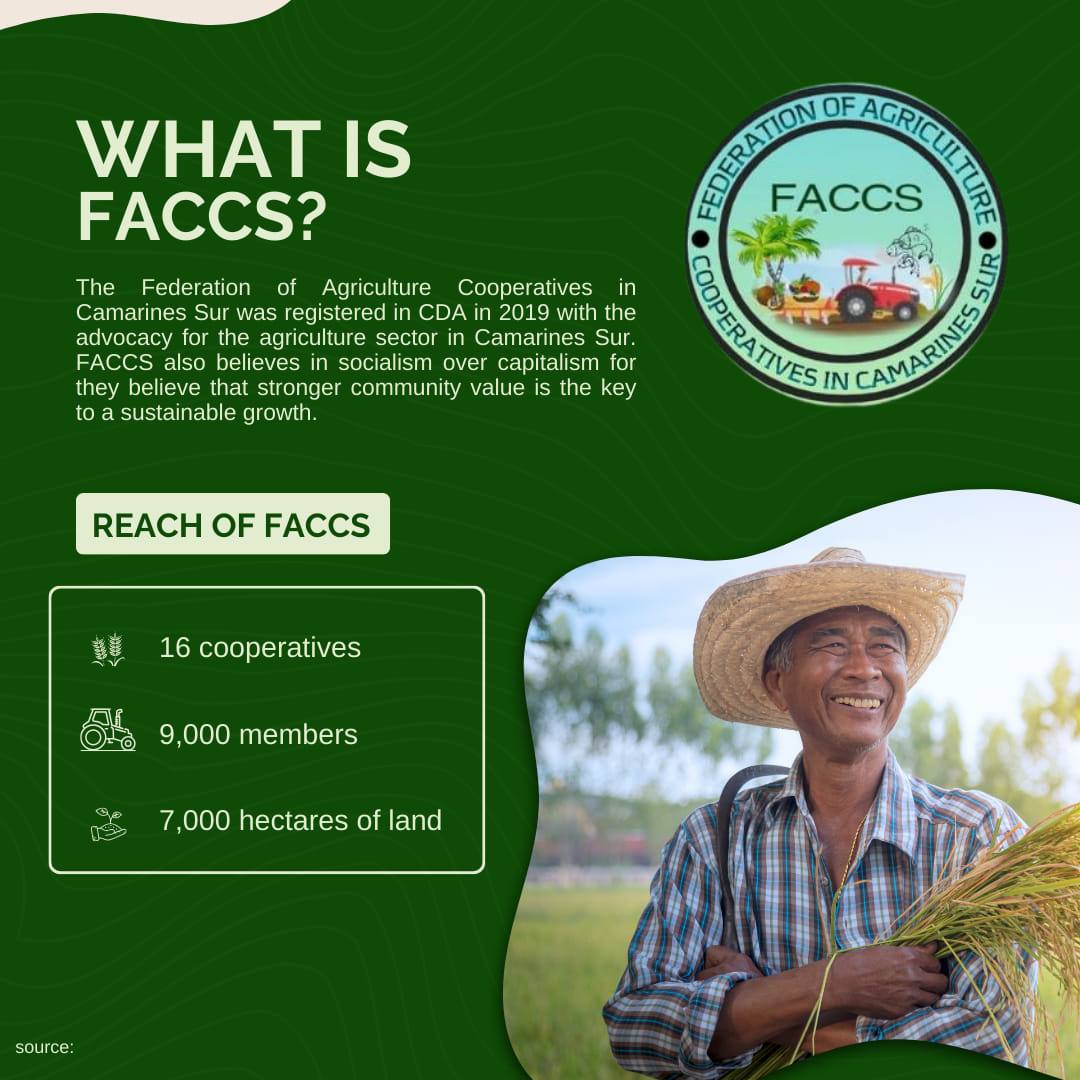 WHAT IS
FACCS?
FEDERATION OF AGRICULTURE
COOPERATIVES IN CAMARINES SUR
FACCS
The Federation of Agriculture Cooperatives in
Camarines Sur was registered in CDA in 2019 with the
advocacy for the agriculture sector in Camarines Sur.
FACCS also believes in socialism over capitalism for
they believe that stronger community value is the key
to a sustainable growth.
REACH OF FACCS
16 cooperatives
9,000 members
7,000 hectares of land
source: